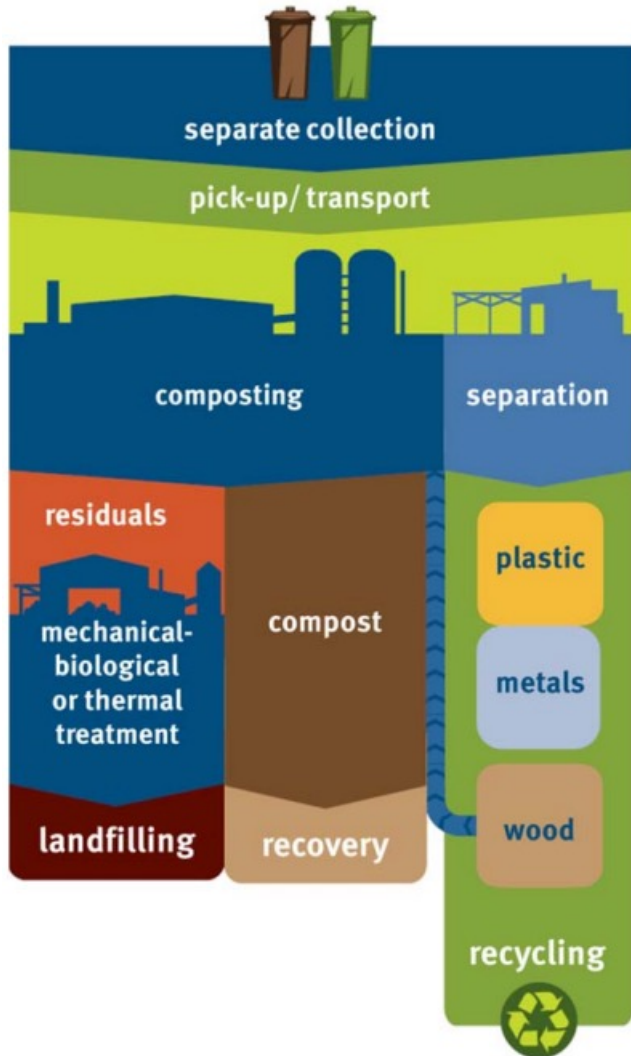 separate collection
pick-up/ transport
composting
separation
residuals
mechanical-
biological
or thermal
treatment
landfilling
compost
recovery
plastic
metals
wood
recycling